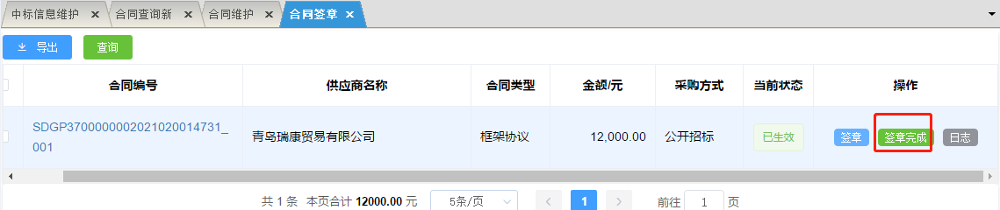 中标信息维护 ✕ 合同查询新 ✕ 合同维护 ✕ 合同签章 ✕
导出 查询
合同编号 供应商名称 合同类型 金额/元 采购方式 当前状态 操作
SDGP3700000002021020014731_
001
青岛瑞康贸易有限公司 框架协议 12,000.00 公开招标 已生效 签章 签章完成 日志
共 1 条 本页合计 12000.00 元 5条/页 < 1 > 前往 1 页